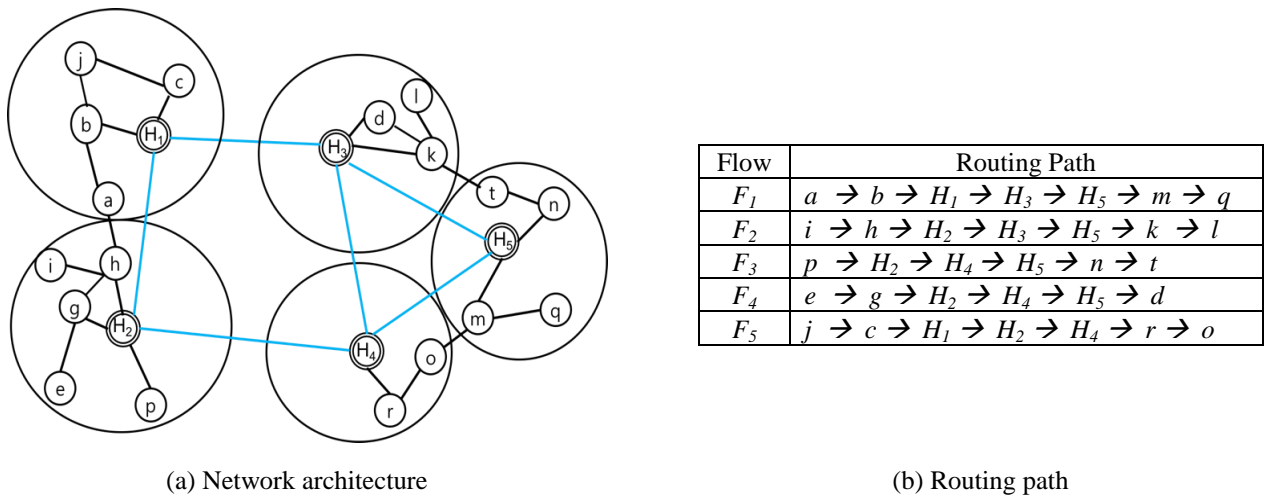 j
c
b
H1
a
l
d
H3
k
t
n
H5
i
h
g
H2
m
q
H4
o
e
p
r
Flow Routing Path
F1 a → b → H1 → H3 → H5 → m → q
F2 i → h → H2 → H3 → H5 → k → l
F3 p → H2 → H4 → H5 → n → t
F4 e → g → H2 → H4 → H5 → d
F5 j → c → H1 → H2 → H4 → r → o
(a) Network architecture
(b) Routing path